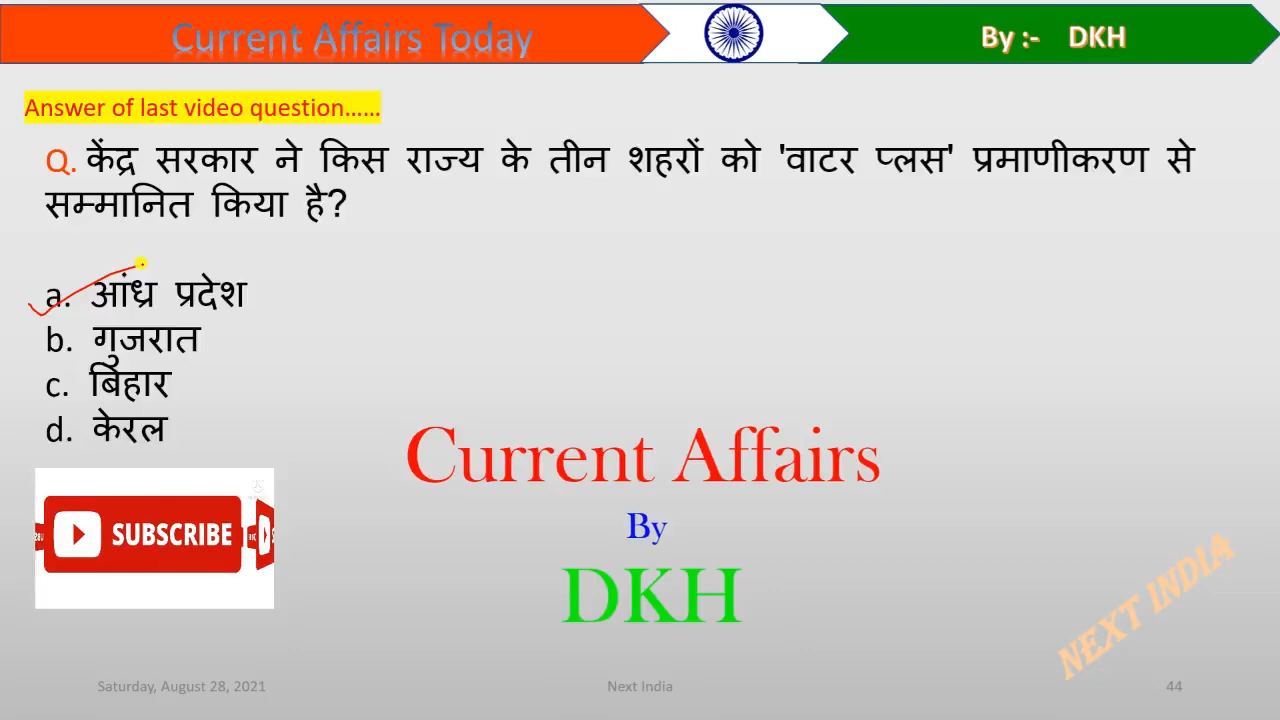 Current Affairs Today
By :- DKH
Answer of last video question......
Q. केंद्र सरकार ने किस राज्य के तीन शहरों को 'वाटर प्लस' प्रमाणीकरण से
सम्मानित किया है?
a. आंध्र प्रदेश
b. गुजरात
c. बिहार
d. केरल
SUBSCRIBE
Current Affairs
By
DKH
NEXT INDIA
Saturday, August 28, 2021
Next India
44